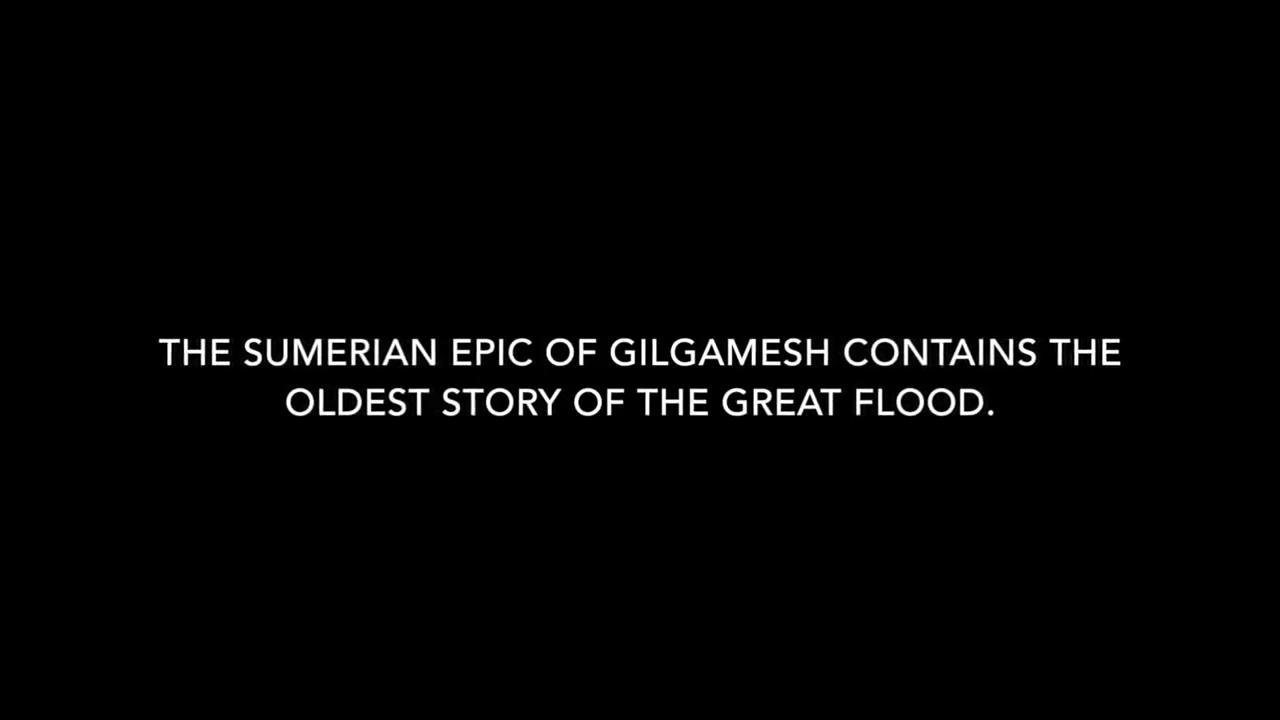 THE SUMERIAN EPIC OF GILGAMESH CONTAINS THE
OLDEST STORY OF THE GREAT FLOOD.